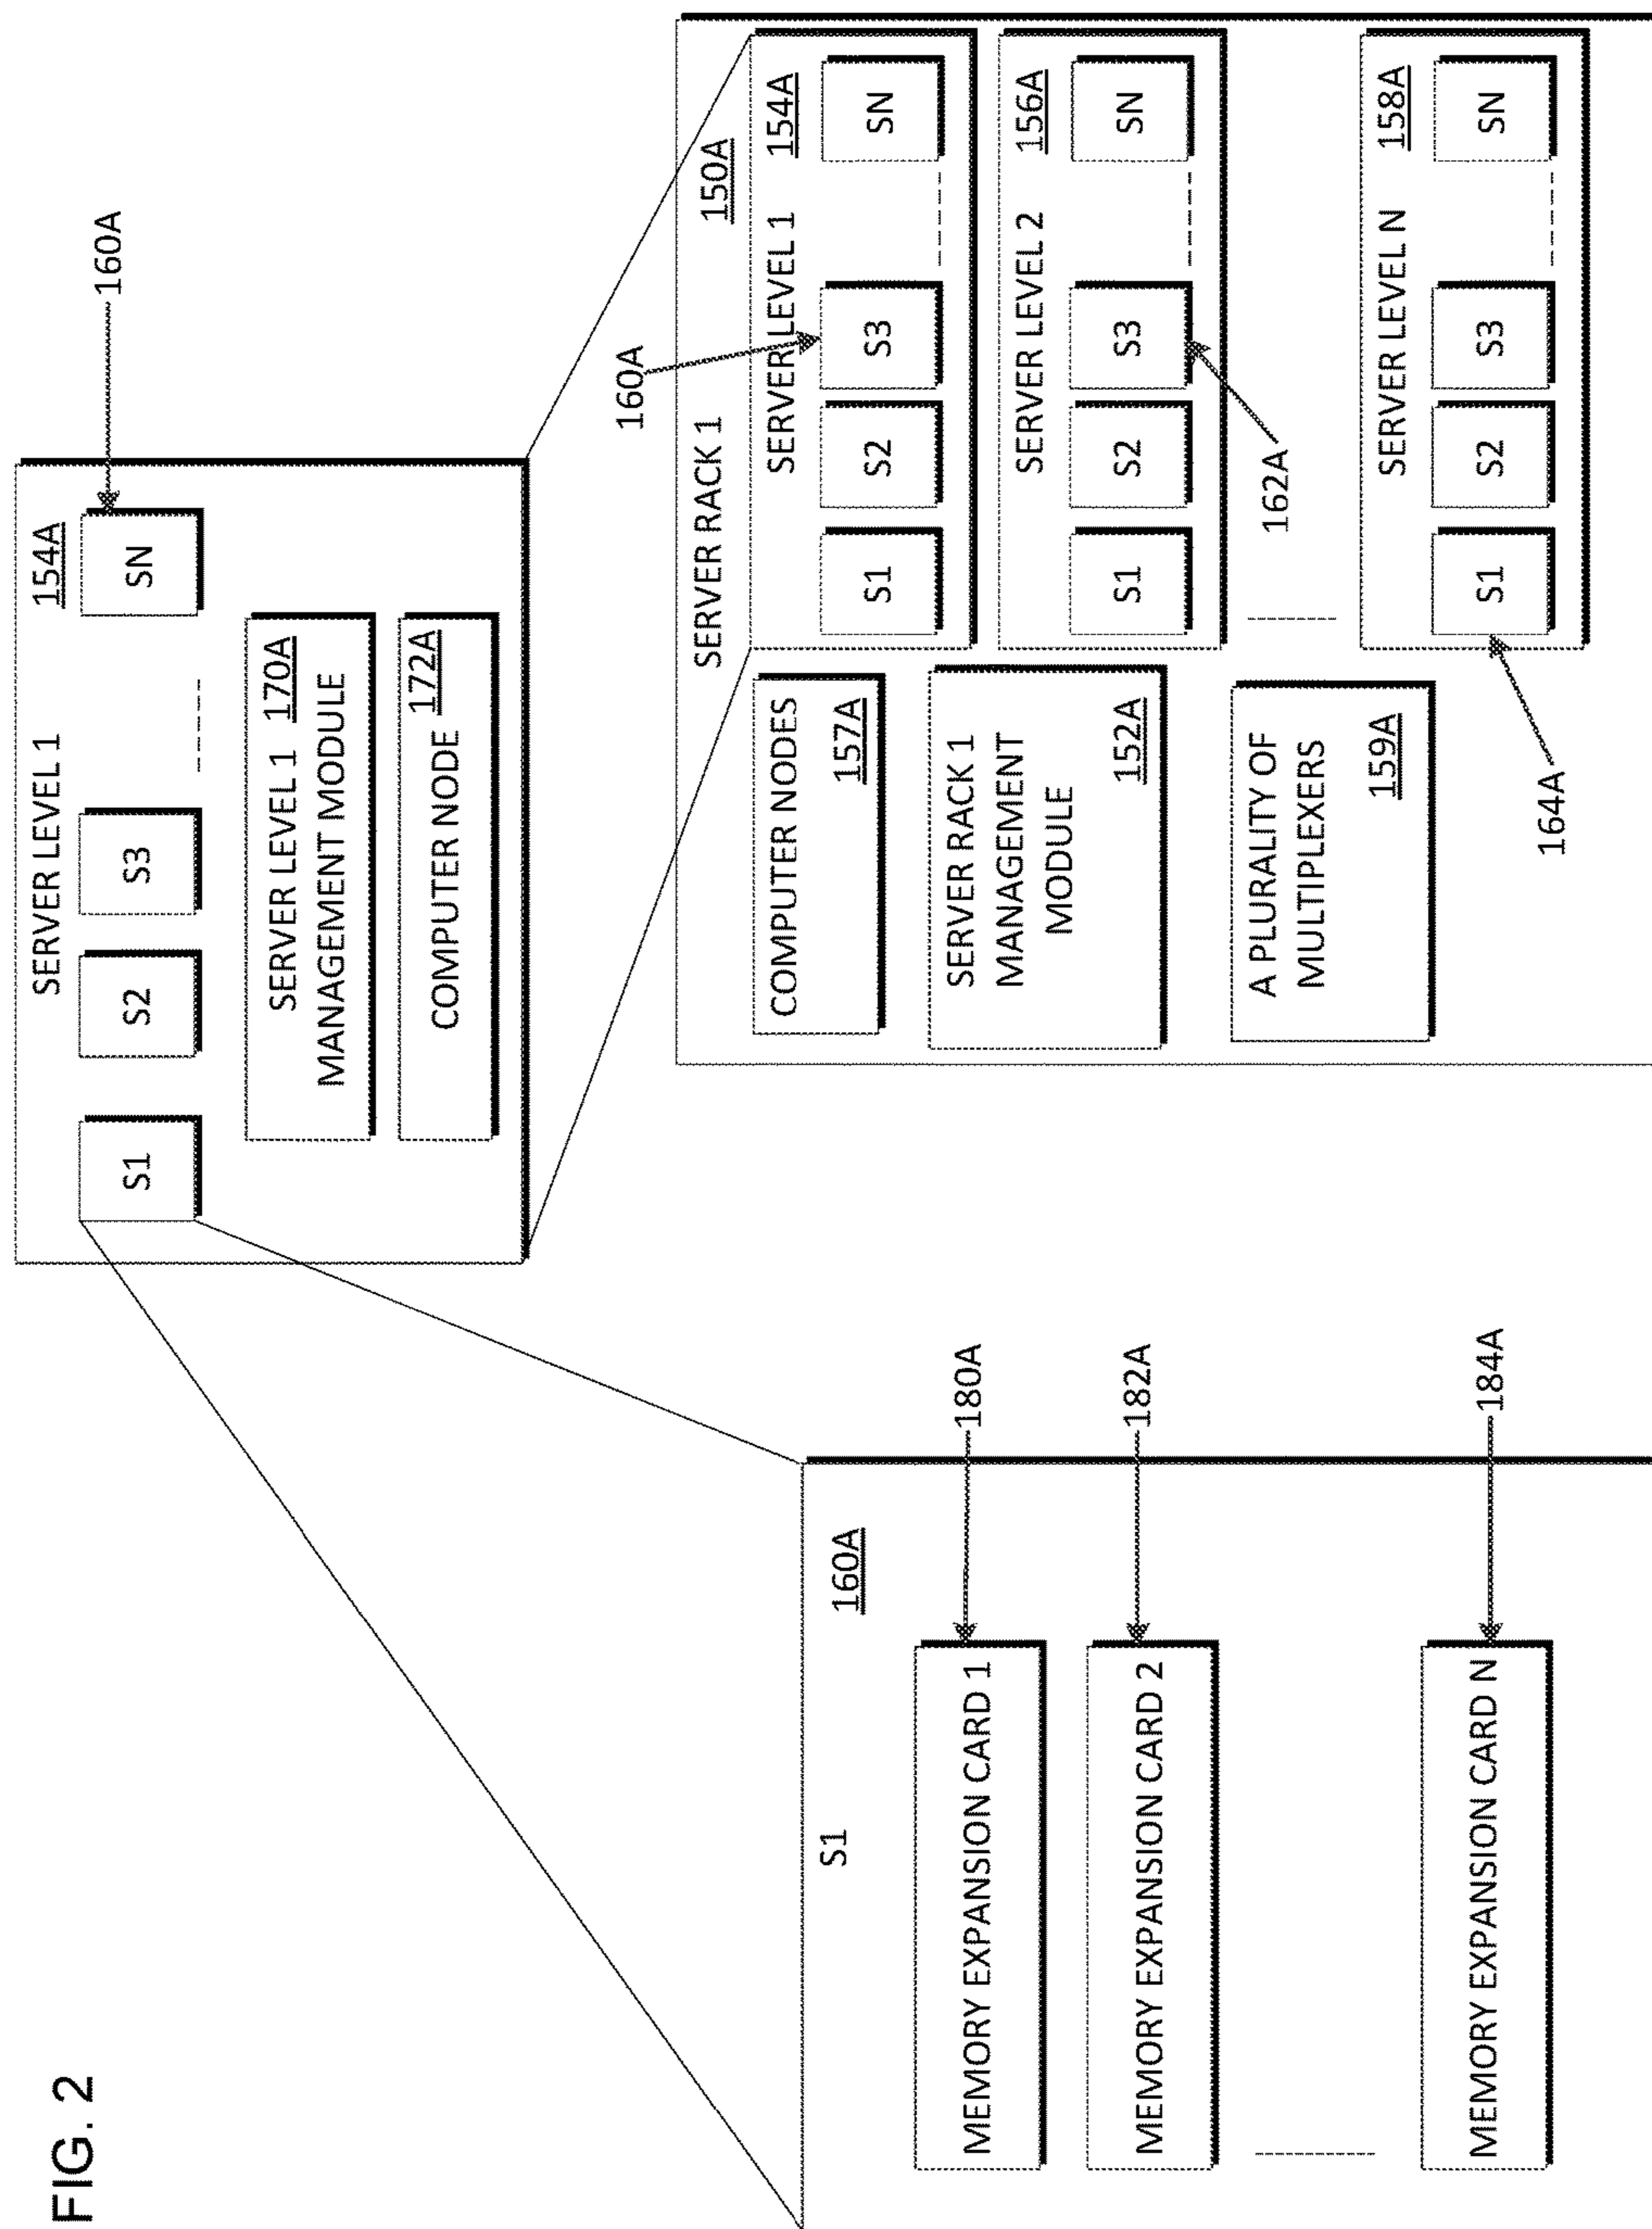 FIG. 2
SERVER LEVEL 1
154A
S1
S2
S3
SN
160A
SERVER LEVEL 1
170A
MANAGEMENT MODULE
COMPUTER NODE
172A
S1
160A
MEMORY EXPANSION CARD 1
180A
MEMORY EXPANSION CARD 2
182A
MEMORY EXPANSION CARD N
184A
SERVER RACK 1
150A
COMPUTER NODES
157A
SERVER RACK 1
MANAGEMENT
MODULE
152A
A PLURALITY OF
MULTIPLEXERS
159A
160A
SERVER LEVEL 1
154A
S1
S2
S3
SN
SERVER LEVEL 2
156A
S1
S2
S3
SN
162A
SERVER LEVEL N
158A
S1
S2
S3
SN
164A